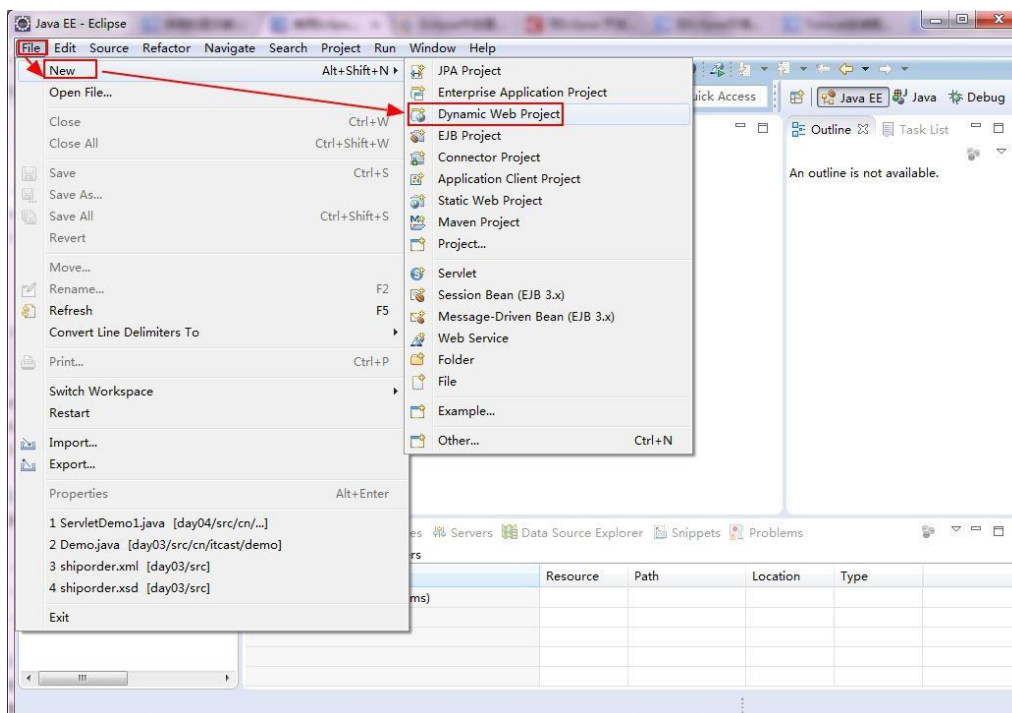 Java EE - Eclipse
File Edit Source Refactor Navigate Search Project Run Window Help
New Alt+Shift+N
Open File...
Close Ctrl+W
Close All Ctrl+Shift+W
Save Ctrl+S
Save As...
Save All Ctrl+Shift+S
Revert
Move...
Rename... F2
Refresh F5
Convert Line Delimiters To
Print... Ctrl+P
Switch Workspace
Restart
Import...
Export...
Properties Alt+Enter
1 ServletDemo1.java [day04/src/cn/...]
2 Demo.java [day03/src/cn/itcast/demo]
3 shiporder.xml [day03/src]
4 shiporder.xsd [day03/src]
Exit
JPA Project
Enterprise Application Project
Dynamic Web Project
EJB Project
Connector Project
Application Client Project
Static Web Project
Maven Project
Project...
Servlet
Session Bean (EJB 3.x)
Message-Driven Bean (EJB 3.x)
Web Service
Folder
File
Example...
Other... Ctrl+N
uick Access Java EE Java Debug
Outline Task List
An outline is not available.
es Servers Data Source Explorer Snippets Problems
rs
Resource Path Location Type
ms)